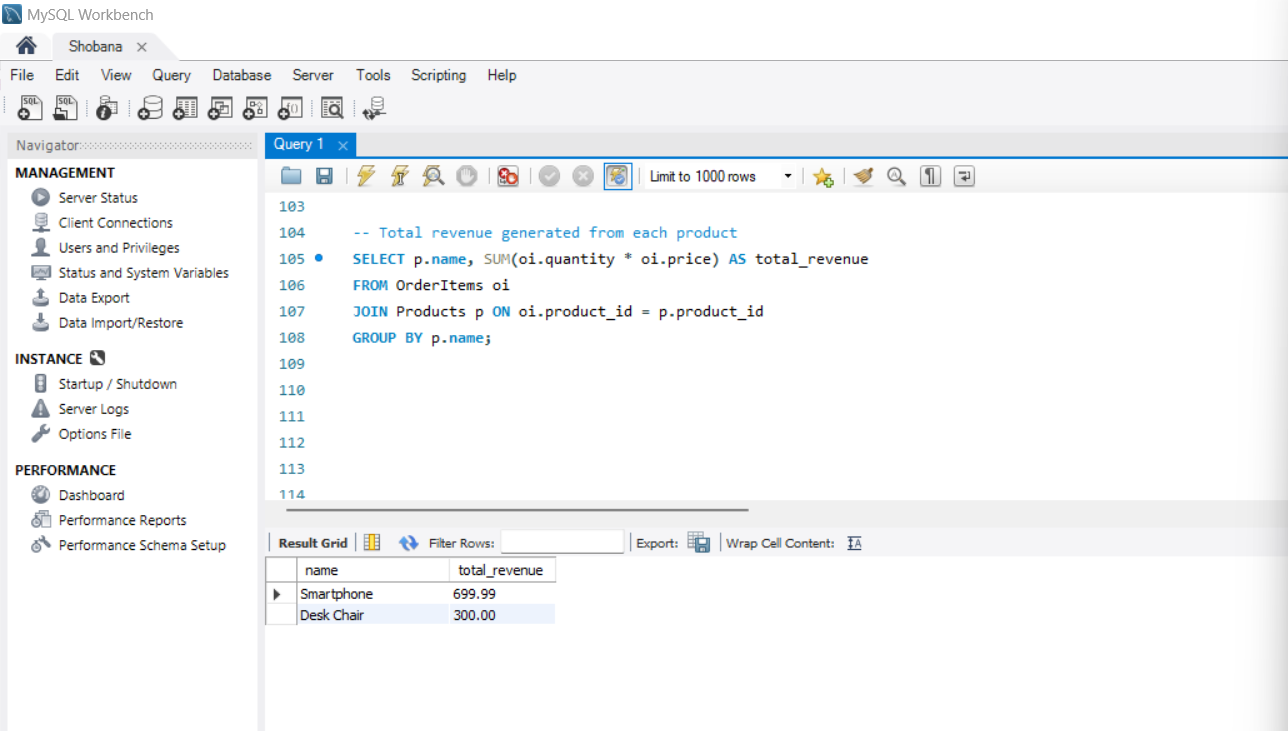 MySQL Workbench
Shobana
File Edit View Query Database Server Tools Scripting Help
Navigator
MANAGEMENT
Server Status
Client Connections
Users and Privileges
Status and System Variables
Data Export
Data Import/Restore
INSTANCE
Startup / Shutdown
Server Logs
Options File
PERFORMANCE
Dashboard
Performance Reports
Performance Schema Setup
Query 1
Limit to 1000 rows
103
104 -- Total revenue generated from each product
105 SELECT p.name, SUM(oi.quantity * oi.price) AS total_revenue
106 FROM OrderItems oi
107 JOIN Products p ON oi.product_id = p.product_id
108 GROUP BY p.name;
109
110
111
112
113
114
Result Grid Filter Rows: Export: Wrap Cell Content:
name total_revenue
Smartphone 699.99
Desk Chair 300.00